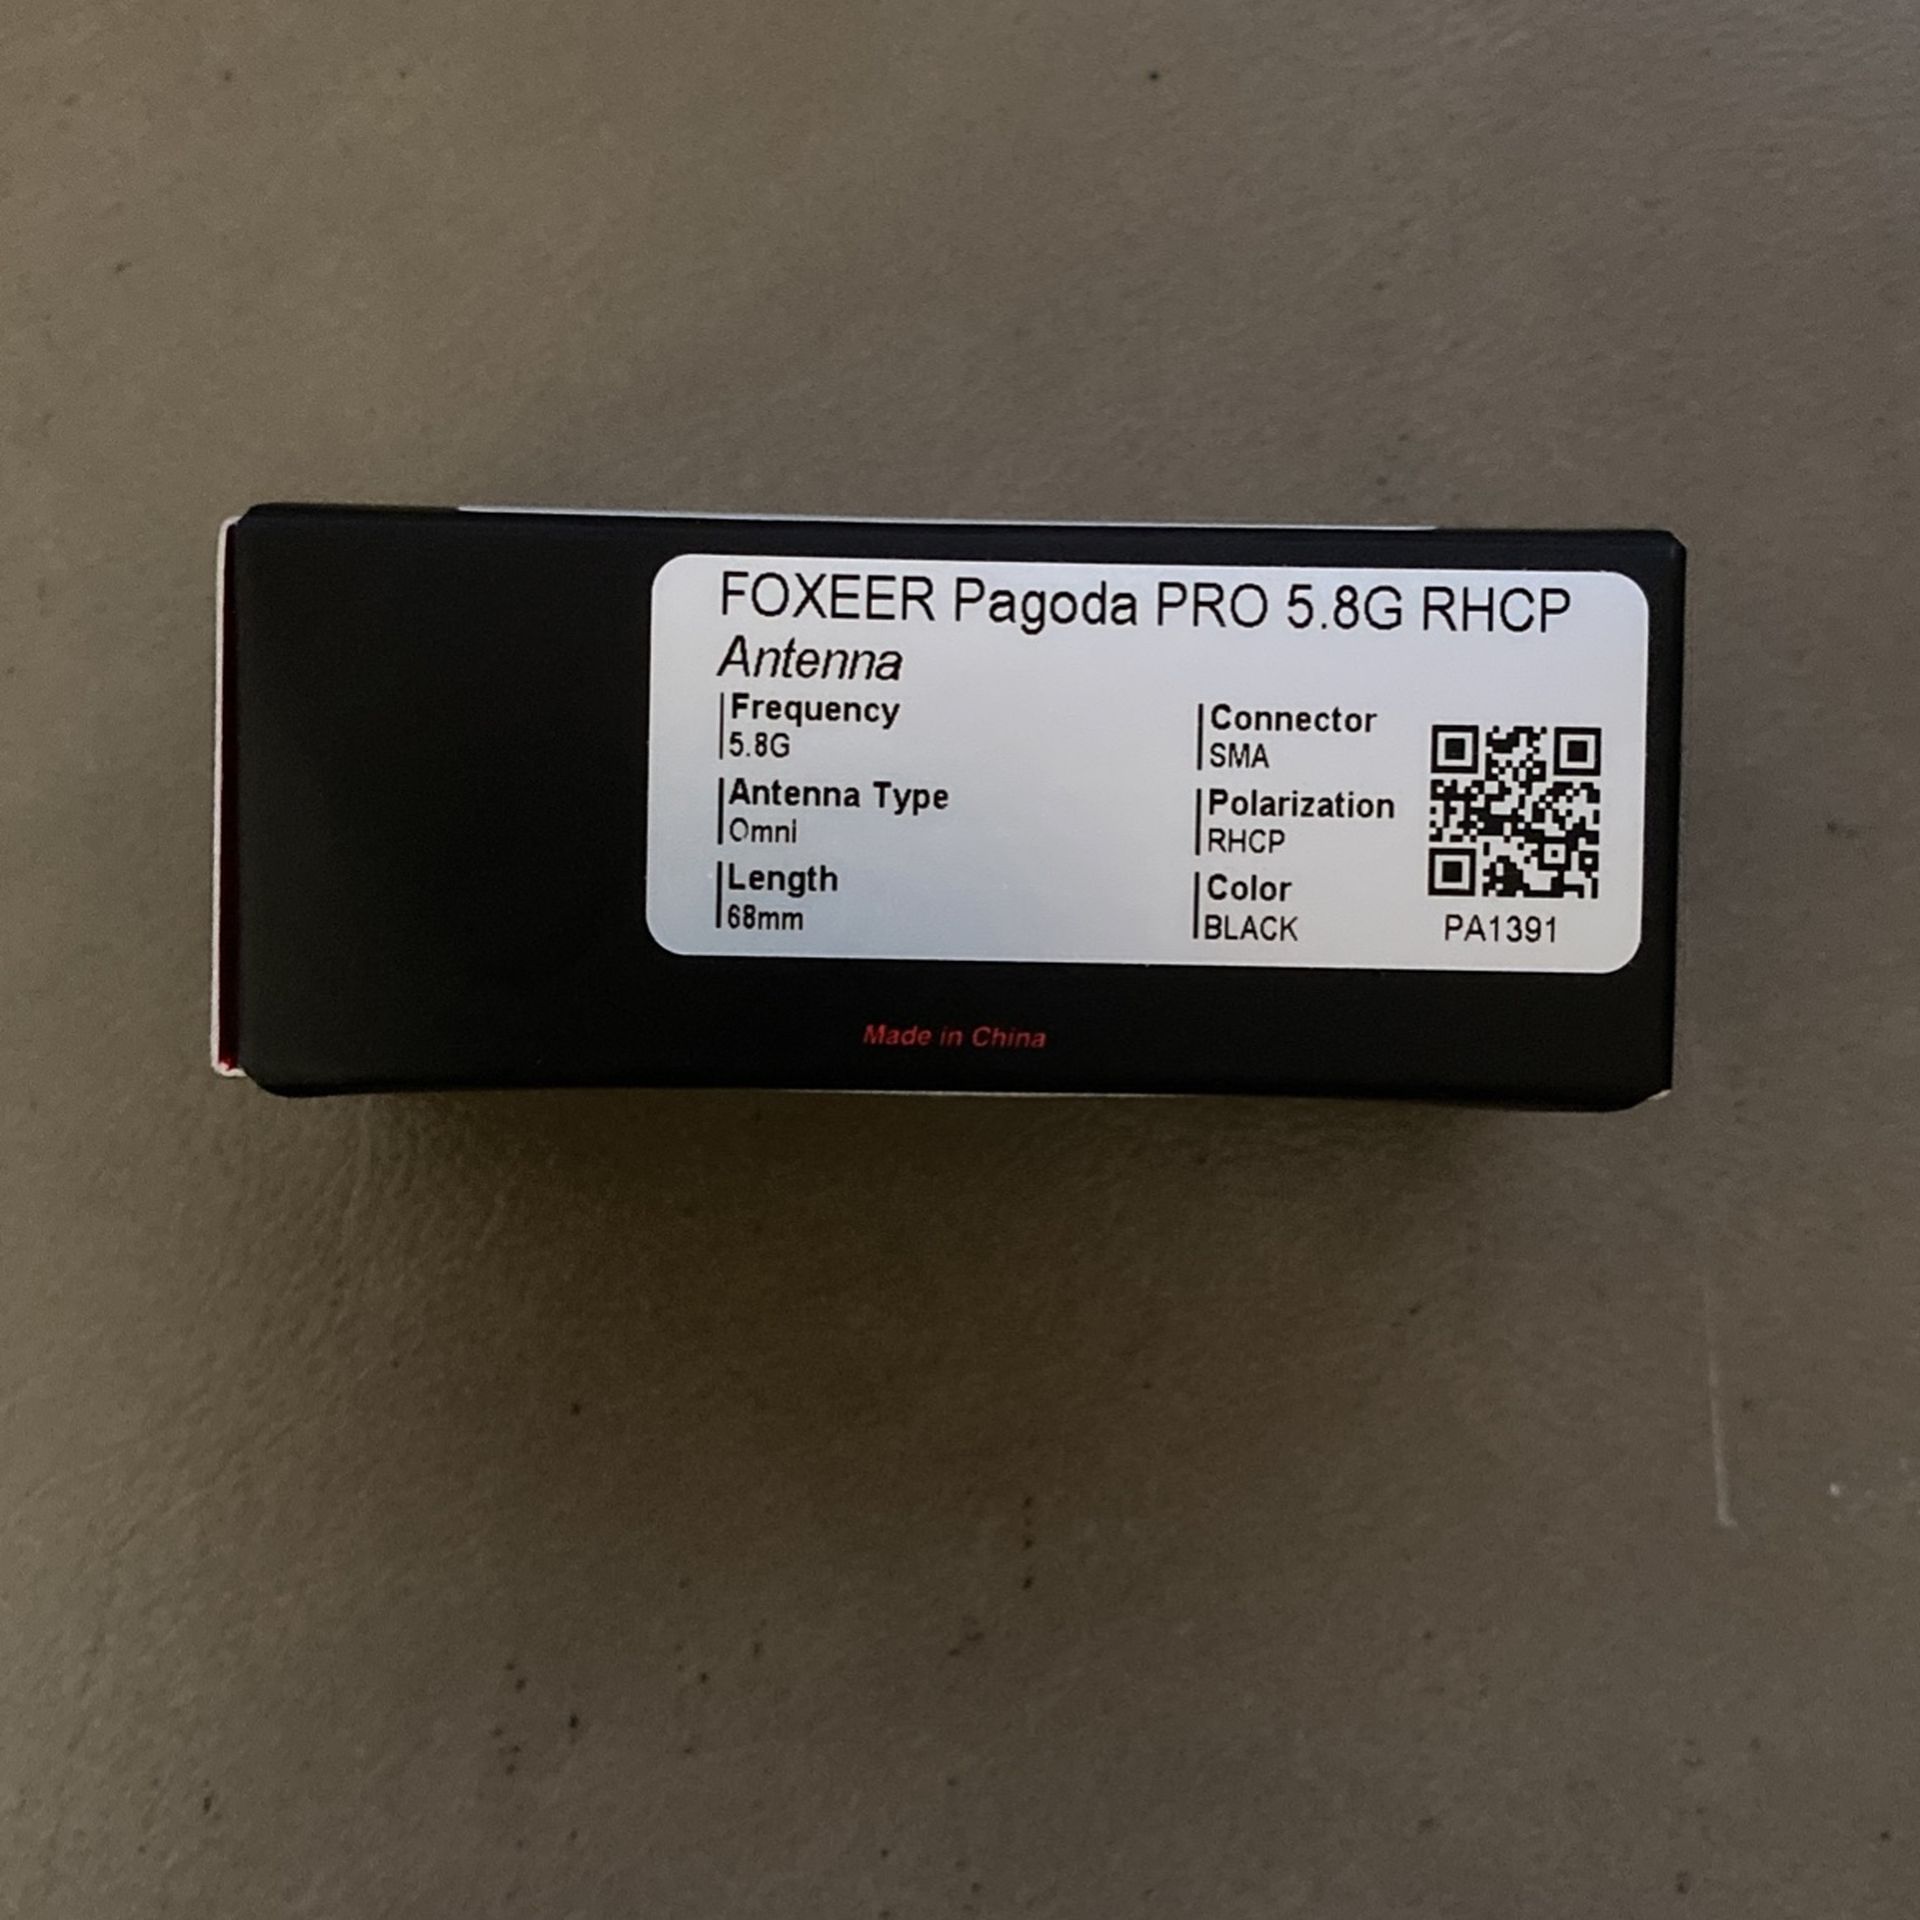 FOXEER Pagoda PRO 5.8G RHCP
Antenna
Frequency
5.8G
Antenna Type
Omni
Length
68mm
Connector
SMA
Polarization
RHCP
Color
BLACK
PA1391
Made in China